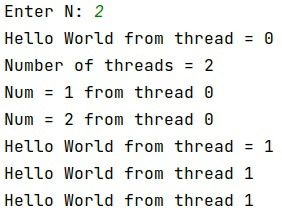 Enter N: 2
Hello World from thread = 0
Number of threads = 2
Num = 1 from thread 0
Num = 2 from thread 0
Hello World from thread = 1
Hello World from thread 1
Hello World from thread 1